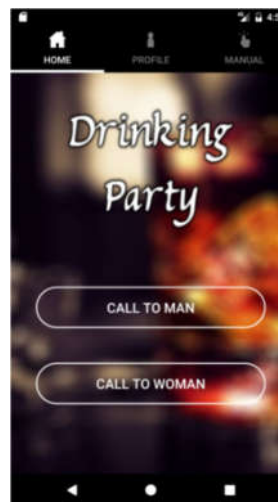 HOME PROFILE MANUAL
Drinking
Party
CALL TO MAN
CALL TO WOMAN